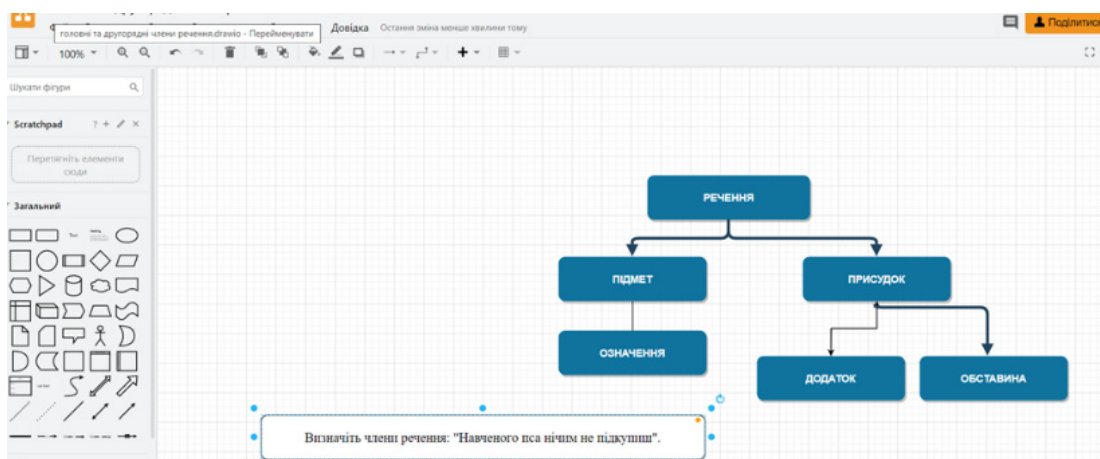 головні та другорядні члени речення.drawio - Перейменувати
Довідка
Остання зміна менше хвилини тому
Поділитися
100%
Шукати фігури
Scratchpad
Перетягніть елементи
сюди
Загальний
Text
РЕЧЕННЯ
ПІДМЕТ
ПРИСУДОК
ОЗНАЧЕННЯ
ДОДАТОК
ОБСТАВИНА
Визначіть члени речення: "Навченого пса нічим не підкупиш".